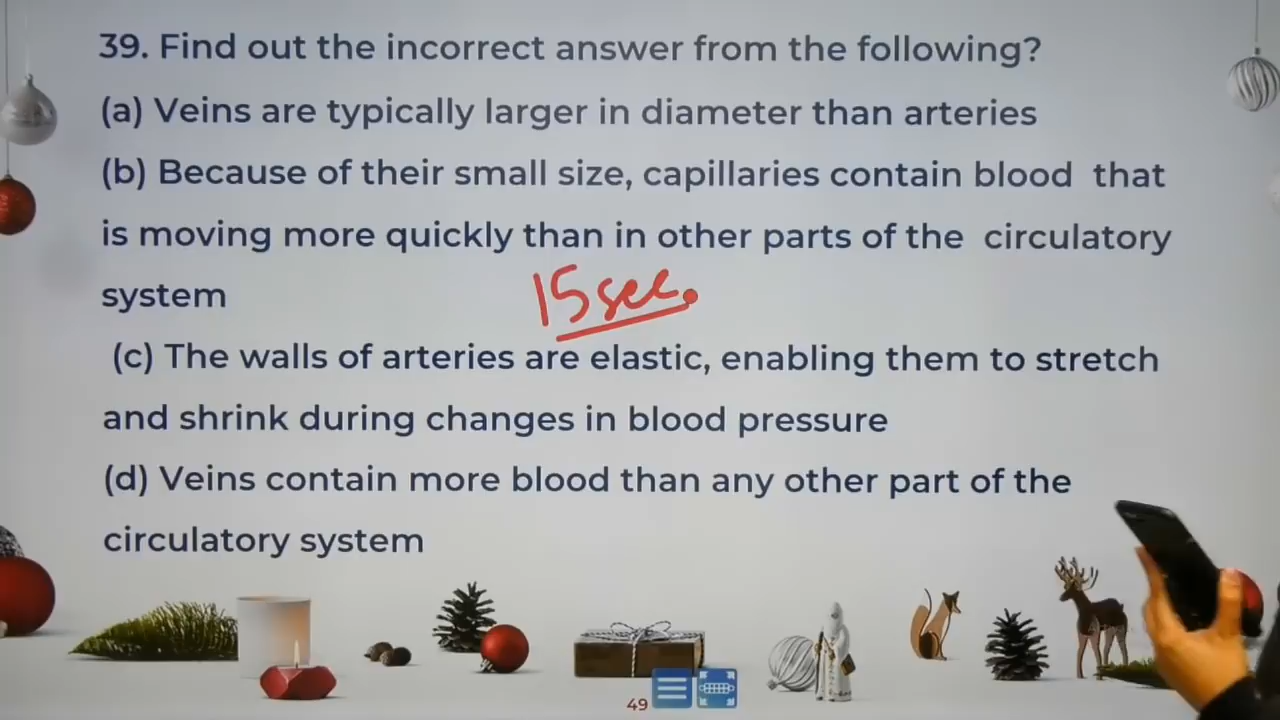 39. Find out the incorrect answer from the following?
(a) Veins are typically larger in diameter than arteries
(b) Because of their small size, capillaries contain blood that
is moving more quickly than in other parts of the circulatory
system
15 sec.
(c) The walls of arteries are elastic, enabling them to stretch
and shrink during changes in blood pressure
(d) Veins contain more blood than any other part of the
circulatory system
49